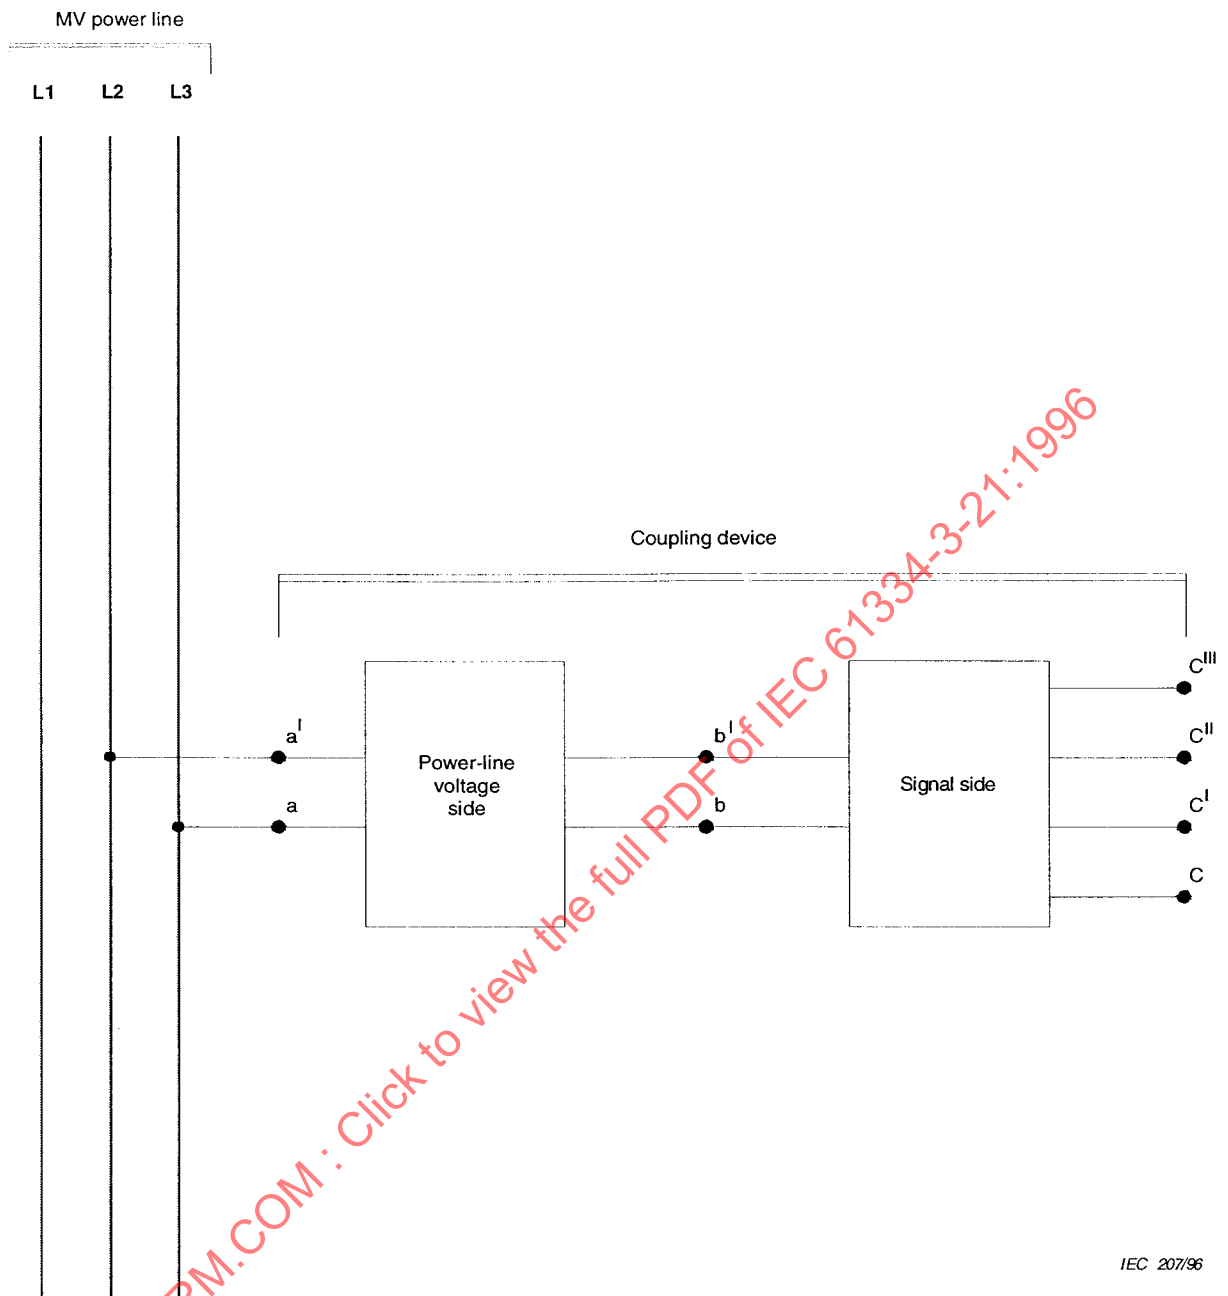 MV power line
L1 L2 L3
Coupling device
C^III
a^I
b^I
C^II
Power-line
voltage
side
Signal side
a
b
C^I
C
IEC 207/96
PM.COM : Click to view the full PDF of IEC 61334-3-21:1996